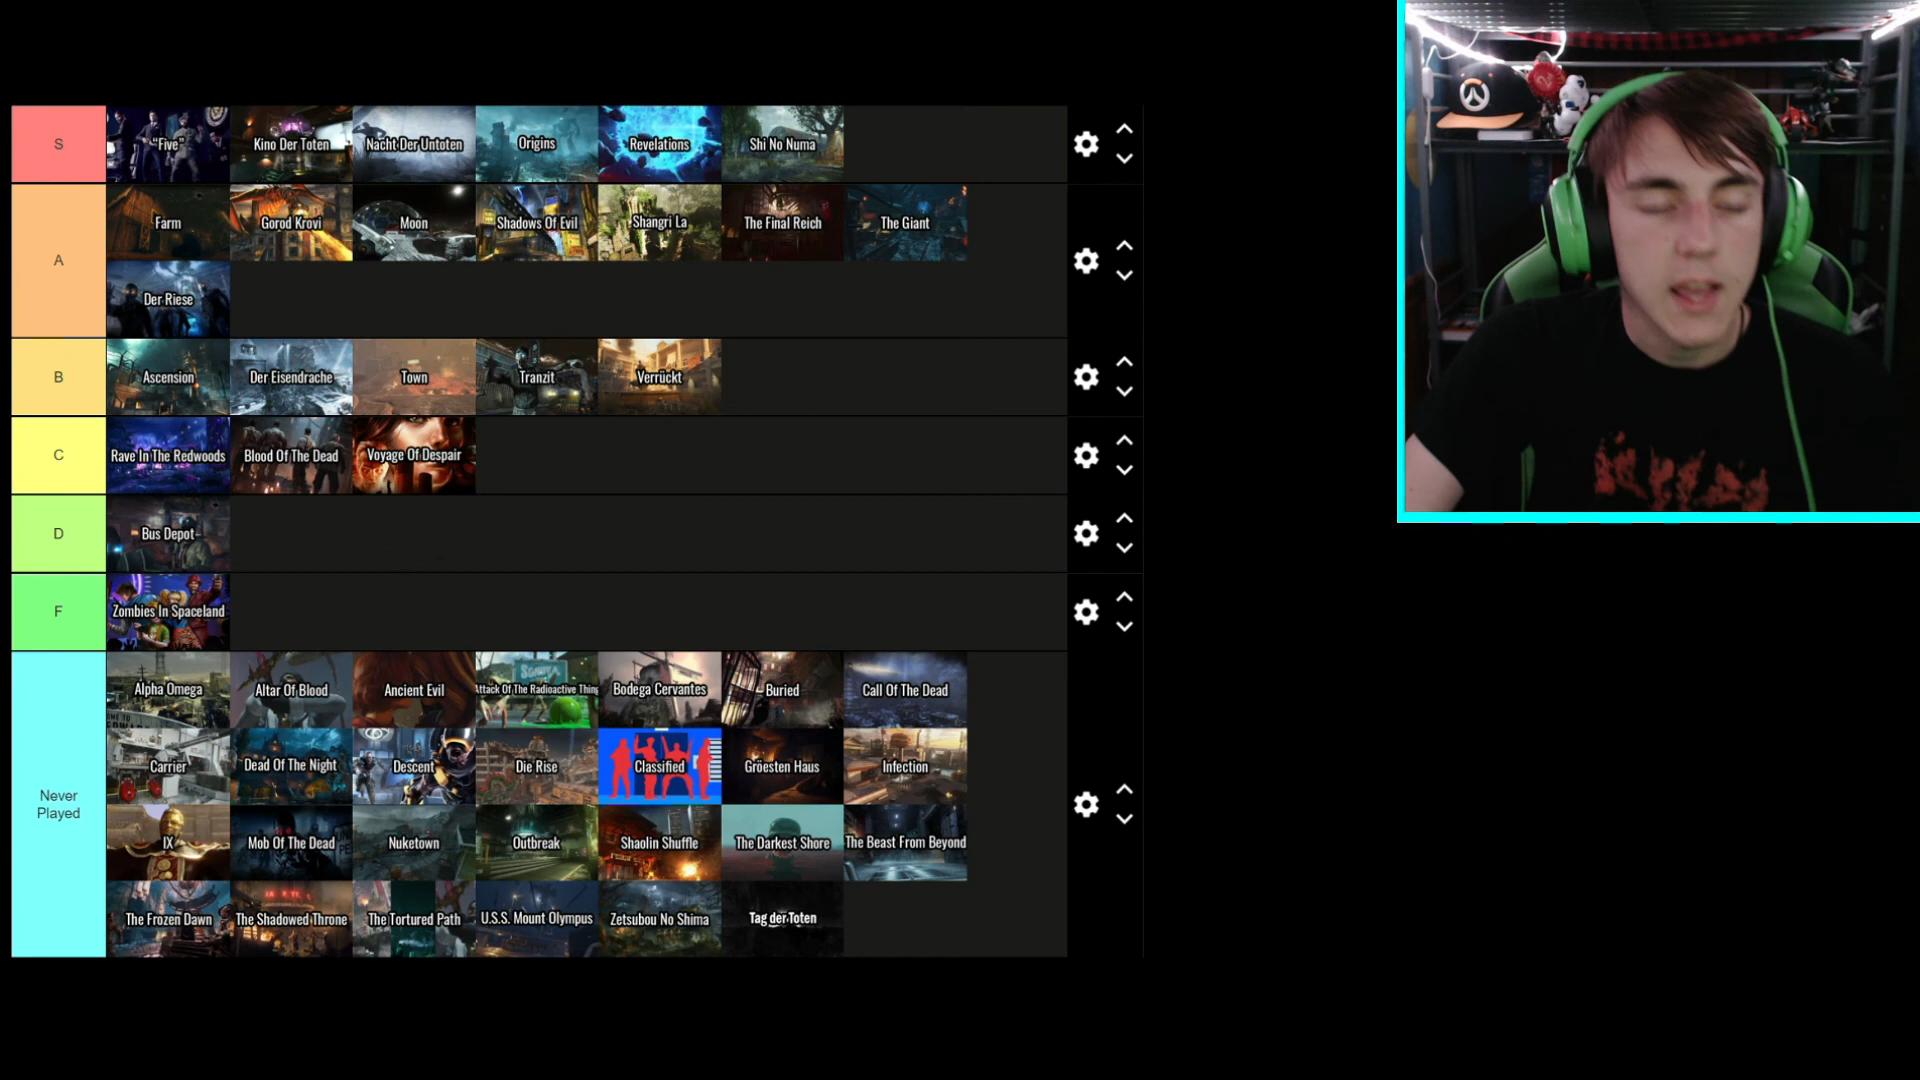 S
"Five"
Kino Der Toten
Nacht Der Untoten
Origins
Revelations
Shi No Numa
A
Farm
Gorod Krovi
Moon
Shadows Of Evil
Shangri La
The Final Reich
The Giant
Der Riese
B
Ascension
Der Eisendrache
Town
Tranzit
Verrückt
C
Rave In The Redwoods
Blood Of The Dead
Voyage Of Despair
D
Bus Depot
F
Zombies In Spaceland
Never
Played
Alpha Omega
Altar Of Blood
Ancient Evil
Attack Of The Radioactive Thing
Bodega Cervantes
Buried
Call Of The Dead
Carrier
Dead Of The Night
Descent
Die Rise
Classified
Gröesten Haus
Infection
IX
Mob Of The Dead
Nuketown
Outbreak
Shaolin Shuffle
The Darkest Shore
The Beast From Beyond
The Frozen Dawn
The Shadowed Throne
The Tortured Path
U.S.S. Mount Olympus
Zetsubou No Shima
Tag der Toten